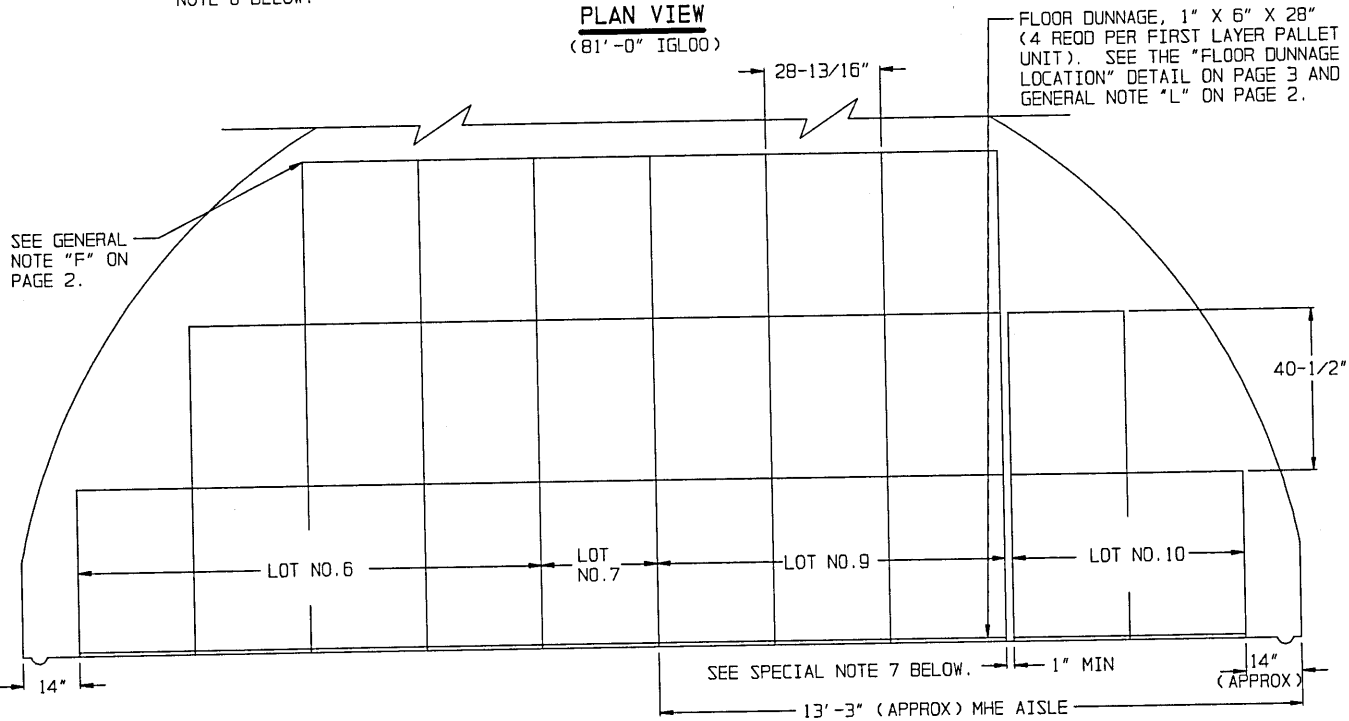 NOTE 6 BELOW.
PLAN VIEW
(81'-0" IGLOO)
FLOOR DUNNAGE, 1" X 6" X 28"
(4 REQD PER FIRST LAYER PALLET
UNIT). SEE THE "FLOOR DUNNAGE
LOCATION" DETAIL ON PAGE 3 AND
GENERAL NOTE "L" ON PAGE 2.
28-13/16"
SEE GENERAL
NOTE "F" ON
PAGE 2.
40-1/2"
LOT NO.6
LOT
NO.7
LOT NO.9
LOT NO.10
SEE SPECIAL NOTE 7 BELOW.
1" MIN
14"
14"
(APPROX)
13'-3" (APPROX) MHE AISLE